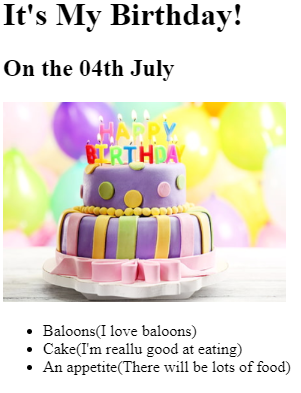 It's My Birthday!
On the 04th July
HAPPY
BIRTHDAY
Baloons(I love baloons)
Cake(I'm reallu good at eating)
An appetite(There will be lots of food)